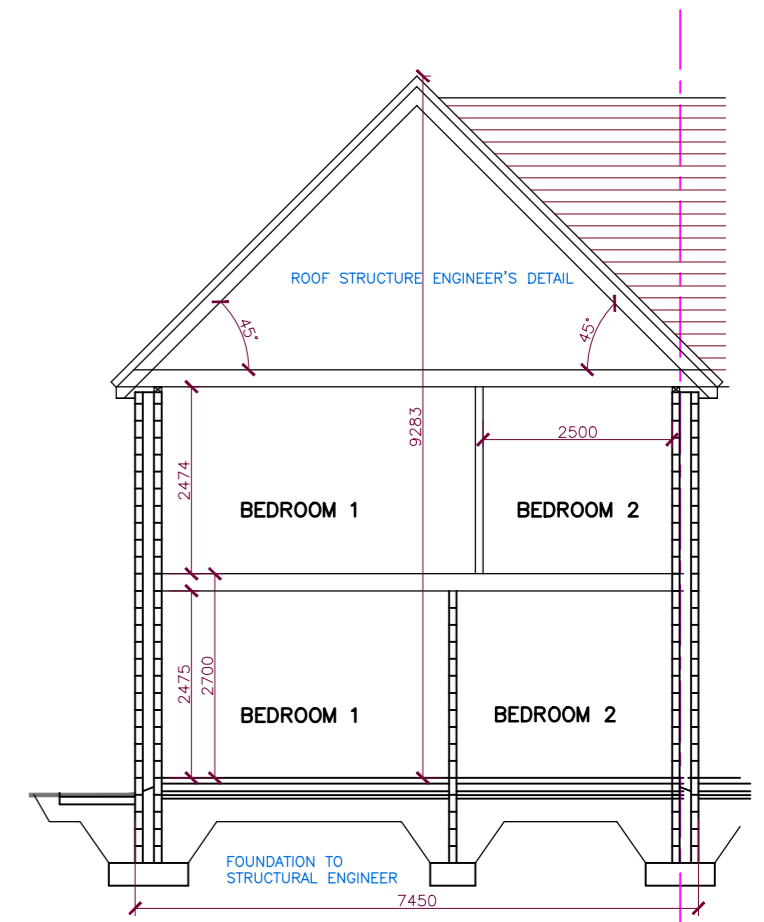 ROOF STRUCTURE ENGINEER'S DETAIL
45°
45°
9283
2500
2474
BEDROOM 1
BEDROOM 2
2475
2700
BEDROOM 1
BEDROOM 2
FOUNDATION TO
STRUCTURAL ENGINEER
7450